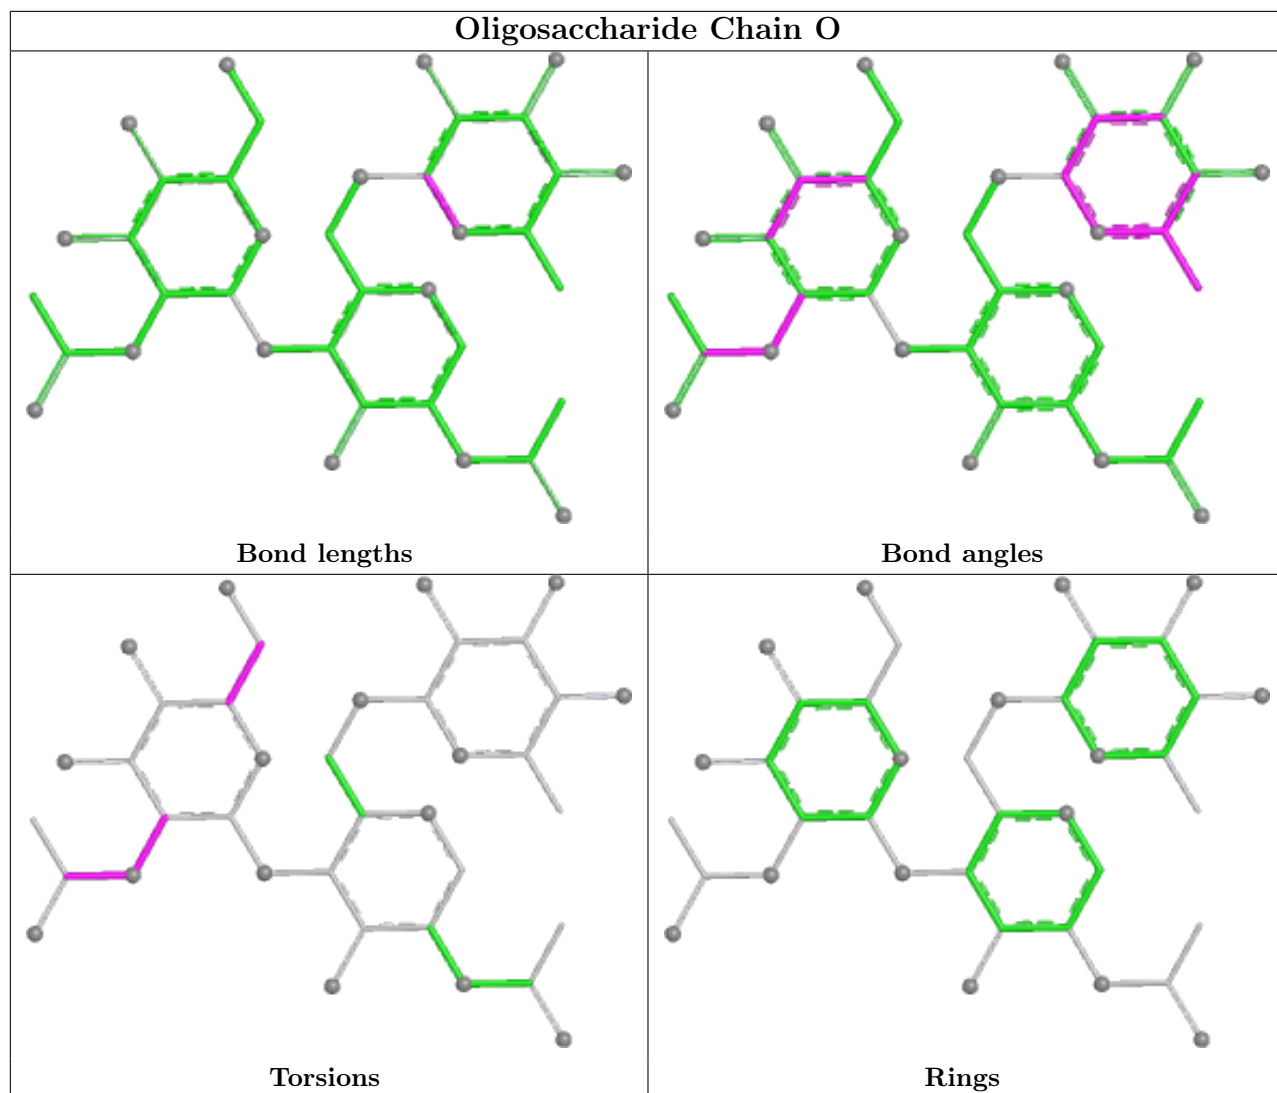 Oligosaccharide Chain O
Bond lengths
Bond angles
Torsions
Rings